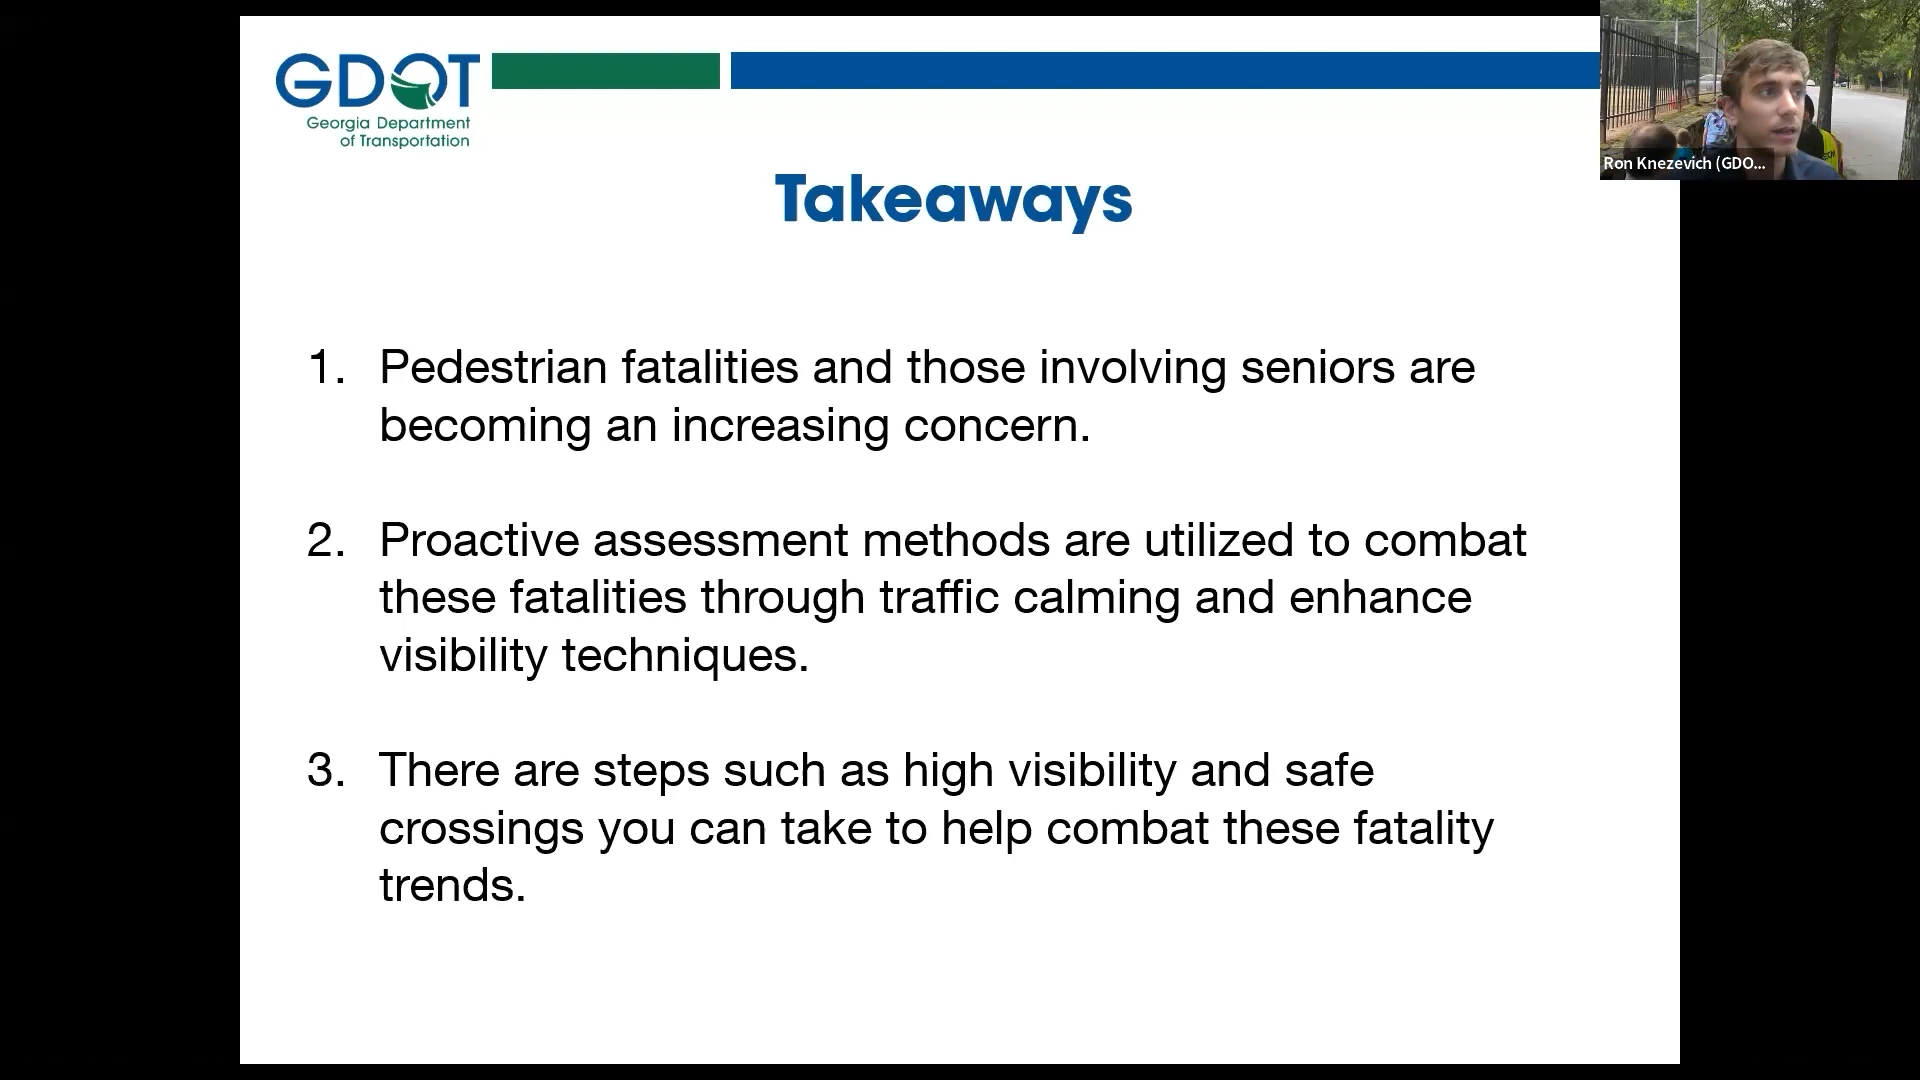 GDOT
Georgia Department
of Transportation
Ron Knezevich (GDO...
Takeaways
1. Pedestrian fatalities and those involving seniors are
becoming an increasing concern.
2. Proactive assessment methods are utilized to combat
these fatalities through traffic calming and enhance
visibility techniques.
3. There are steps such as high visibility and safe
crossings you can take to help combat these fatality
trends.